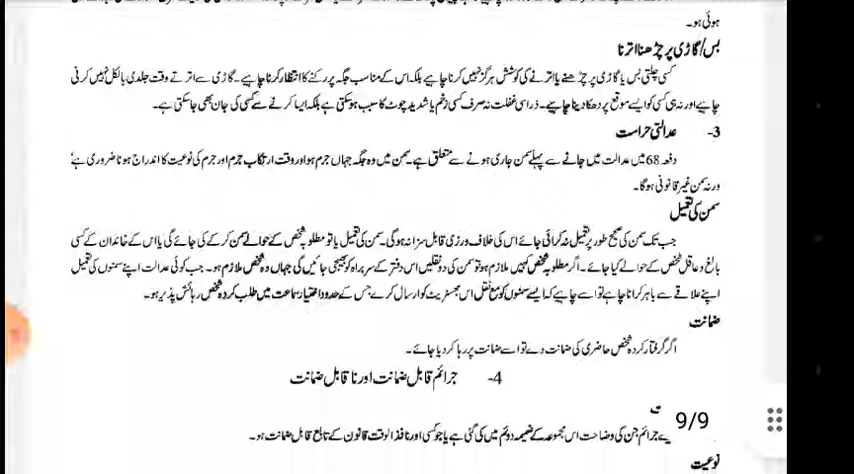 ہوئی ہو۔
بس/گاڑی پر چڑھنا اترنا
کسی چلتی بس یا گاڑی پر چڑھنے یا اترنے کی کوشش ہرگز نہیں کرنا چاہیے بلکہ اس کے مناسب جگہ پر رکنے کا انتظار کرنا چاہیے۔ گاڑی سے اترتے وقت جلدی بالکل نہیں کرنی
چاہیے اور نہ ہی کسی کو ایسے موقع پر دھکا دینا چاہیے۔ ذرا سی غفلت نہ صرف کسی زخم یا شدید چوٹ کا سبب ہو سکتی ہے بلکہ ایسا کرنے سے کسی کی جان بھی جا سکتی ہے۔
3- عدالتی حراست
دفعہ 68 میں عدالت میں جانے سے پہلے سمن جاری ہونے سے متعلق ہے۔ سمن میں وہ جگہ جہاں جرم ہوا اور وقت ارتکاب جرم اور جرم کی نوعیت کا اندراج ہونا ضروری ہے
ورنہ سمن غیر قانونی ہوگا۔
سمن کی تعمیل
جب تک سمن کی صحیح طور پر تعمیل نہ کرائی جائے اس کی خلاف ورزی قابل سزا نہ ہوگی۔ سمن کی تعمیل یا تو مطلوبہ شخص کے حوالے سمن کر کے کی جائے گی یا اس کے خاندان کے کسی
بالغ و عاقل شخص کے حوالے کیا جائے۔ اگر مطلوبہ شخص کہیں ملازم ہو تو سمن کی دو نقلیں اس دفتر کے سربراہ کو بھیجی جائیں گی جہاں وہ شخص ملازم ہو۔ جب کوئی عدالت اپنے سمنوں کی تعمیل
اپنے علاقے سے باہر کرانا چاہے تو اسے چاہیے کہ ایسے سمنوں کو مع نقل اس مجسٹریٹ کو ارسال کرے جس کے حدود اختیار سماعت میں طلب کردہ شخص رہائش پذیر ہو۔
ضمانت
اگر گرفتار کردہ شخص حاضری کی ضمانت دے تو اسے ضمانت پر رہا کر دیا جائے۔
4- جرائم قابل ضمانت اور نا قابل ضمانت
9/9
ایسے جرائم جن کی وضاحت اس مجموعہ کے ضمیمہ دوئم میں کی گئی ہے یا جو کسی اور نافذ الوقت قانون کے تابع قابل ضمانت ہو۔
نوعیت